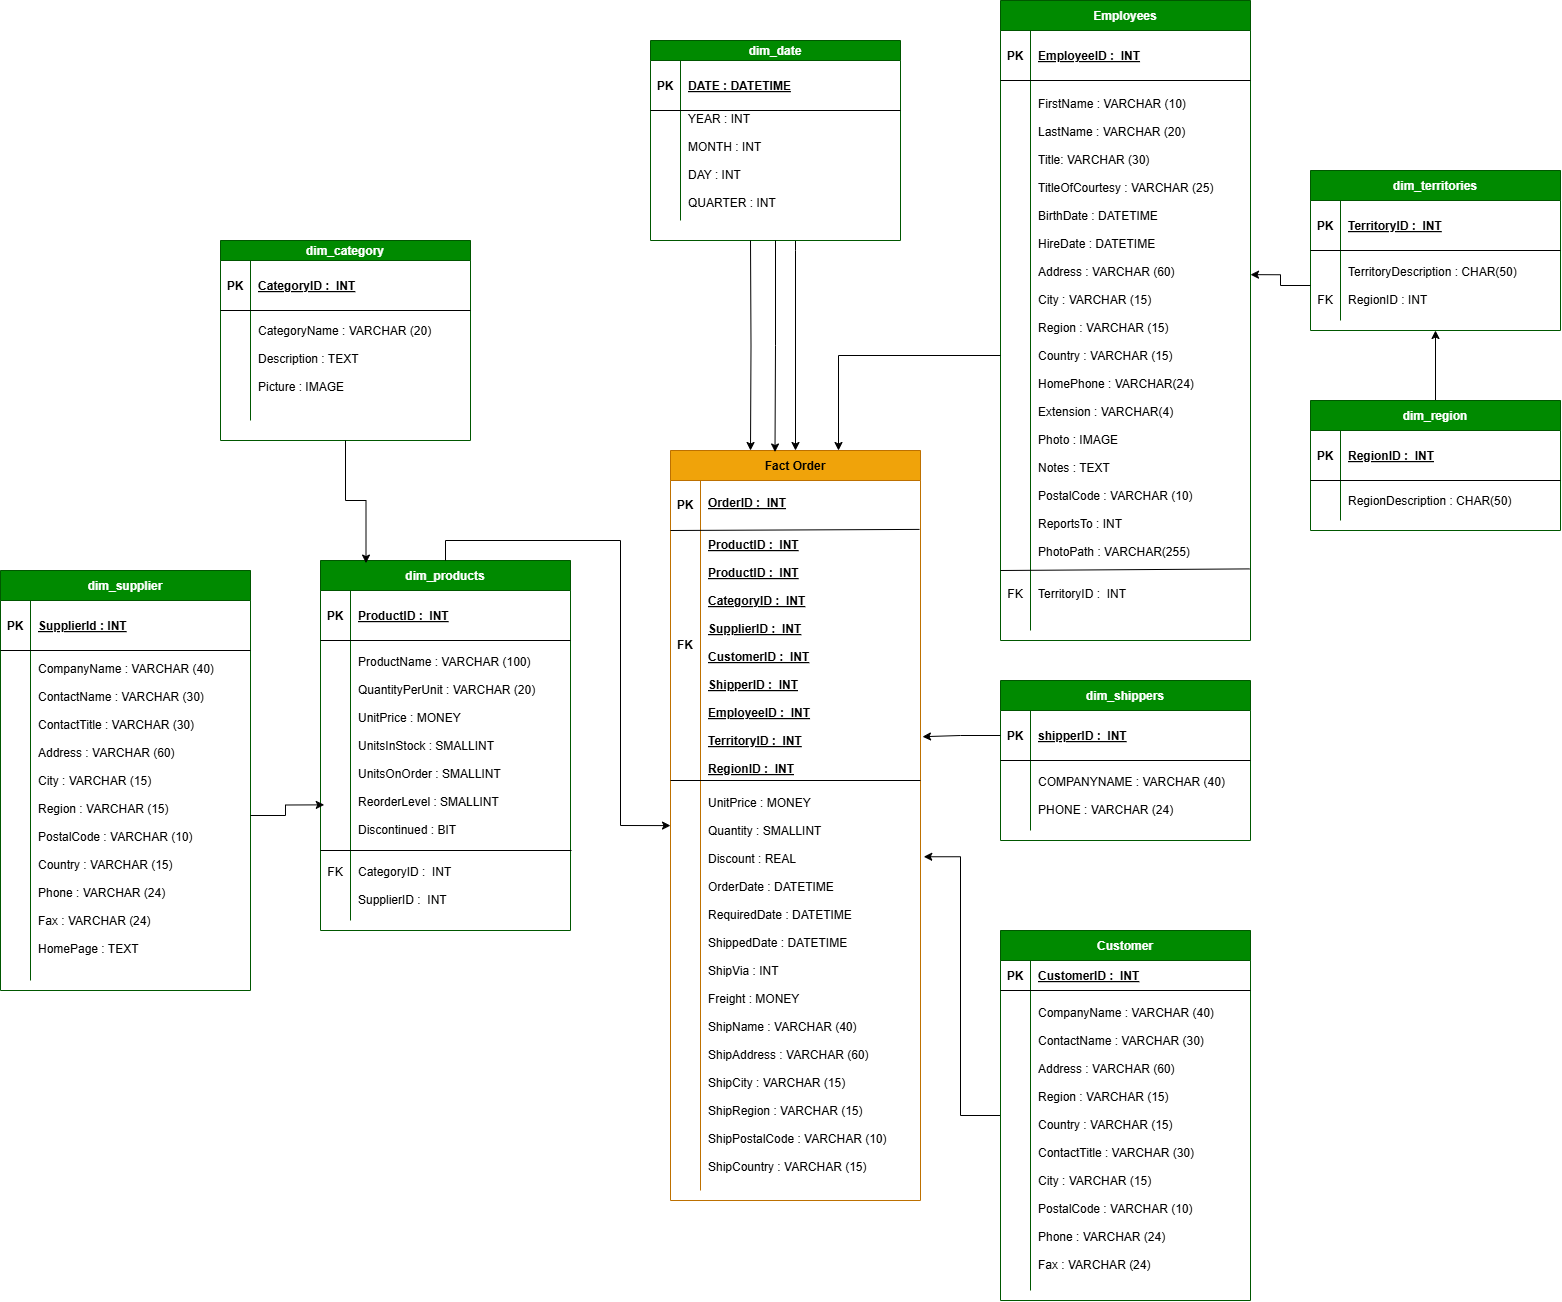 Employees
PK EmployeeID : INT
FirstName : VARCHAR (10)
LastName : VARCHAR (20)
Title: VARCHAR (30)
TitleOfCourtesy : VARCHAR (25)
BirthDate : DATETIME
HireDate : DATETIME
Address : VARCHAR (60)
City : VARCHAR (15)
Region : VARCHAR (15)
Country : VARCHAR (15)
HomePhone : VARCHAR(24)
Extension : VARCHAR(4)
Photo : IMAGE
Notes : TEXT
PostalCode : VARCHAR (10)
ReportsTo : INT
PhotoPath : VARCHAR(255)
FK TerritoryID : INT
dim_date
PK DATE : DATETIME
YEAR : INT
MONTH : INT
DAY : INT
QUARTER : INT
dim_territories
PK TerritoryID : INT
TerritoryDescription : CHAR(50)
FK RegionID : INT
dim_category
PK CategoryID : INT
CategoryName : VARCHAR (20)
Description : TEXT
Picture : IMAGE
dim_region
PK RegionID : INT
RegionDescription : CHAR(50)
Fact Order
PK OrderID : INT
ProductID : INT
ProductID : INT
CategoryID : INT
SupplierID : INT
FK
CustomerID : INT
ShipperID : INT
EmployeeID : INT
TerritoryID : INT
RegionID : INT
UnitPrice : MONEY
Quantity : SMALLINT
Discount : REAL
OrderDate : DATETIME
RequiredDate : DATETIME
ShippedDate : DATETIME
ShipVia : INT
Freight : MONEY
ShipName : VARCHAR (40)
ShipAddress : VARCHAR (60)
ShipCity : VARCHAR (15)
ShipRegion : VARCHAR (15)
ShipPostalCode : VARCHAR (10)
ShipCountry : VARCHAR (15)
dim_supplier
PK SupplierId : INT
CompanyName : VARCHAR (40)
ContactName : VARCHAR (30)
ContactTitle : VARCHAR (30)
Address : VARCHAR (60)
City : VARCHAR (15)
Region : VARCHAR (15)
PostalCode : VARCHAR (10)
Country : VARCHAR (15)
Phone : VARCHAR (24)
Fax : VARCHAR (24)
HomePage : TEXT
dim_products
PK ProductID : INT
ProductName : VARCHAR (100)
QuantityPerUnit : VARCHAR (20)
UnitPrice : MONEY
UnitsInStock : SMALLINT
UnitsOnOrder : SMALLINT
ReorderLevel : SMALLINT
Discontinued : BIT
FK CategoryID : INT
SupplierID : INT
dim_shippers
PK shipperID : INT
COMPANYNAME : VARCHAR (40)
PHONE : VARCHAR (24)
Customer
PK CustomerID : INT
CompanyName : VARCHAR (40)
ContactName : VARCHAR (30)
Address : VARCHAR (60)
Region : VARCHAR (15)
Country : VARCHAR (15)
ContactTitle : VARCHAR (30)
City : VARCHAR (15)
PostalCode : VARCHAR (10)
Phone : VARCHAR (24)
Fax : VARCHAR (24)